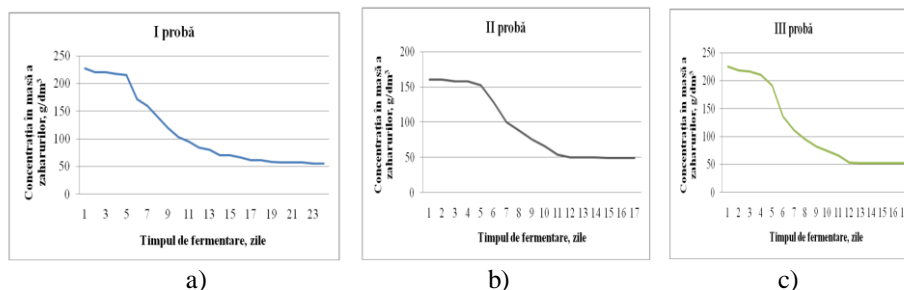 I probă
Concentrația în masă a
zaharurilor, g/dm³
250
200
150
100
50
0
1 3 5 7 9 11 13 15 17 19 21 23
Timpul de fermentare, zile
a)
II probă
Concentrația în masă a
zaharurilor, g/dm³
200
150
100
50
0
1 2 3 4 5 6 7 8 9 10 11 12 13 14 15 16 17
Timpul de fermentare, zile
b)
III probă
Concentrația în masă a
zaharurilor, g/dm³
250
200
150
100
50
0
1 2 3 4 5 6 7 8 9 10 11 12 13 14 15 16 17
Timpul de fermentare, zile
c)